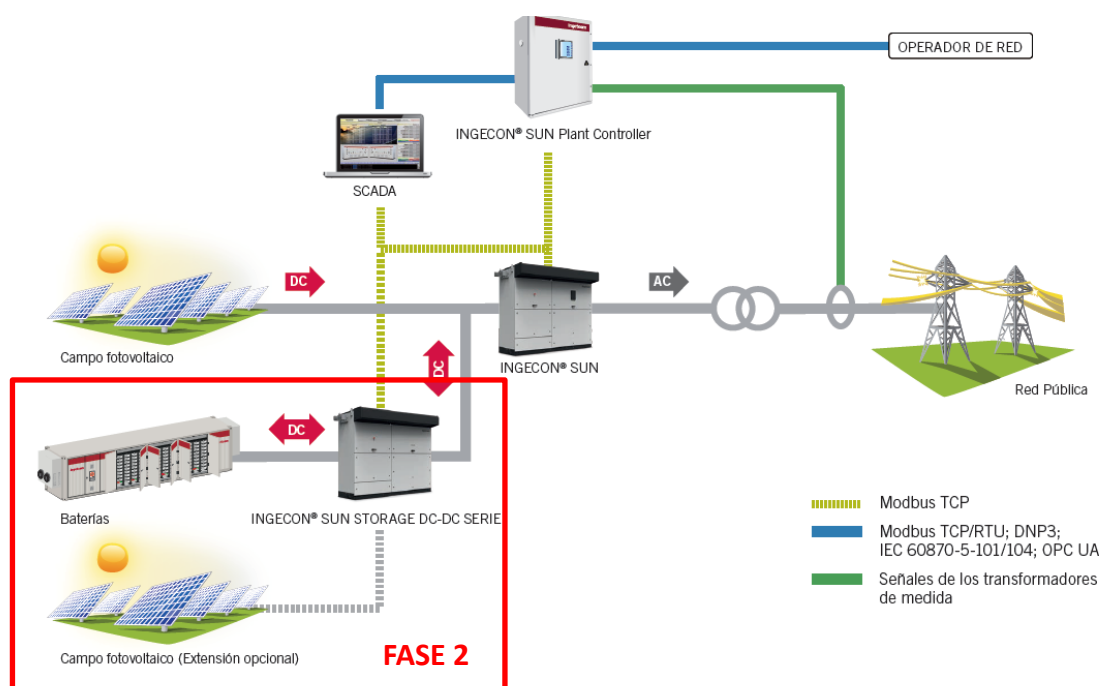 OPERADOR DE RED
INGECON® SUN Plant Controller
SCADA
DC
AC
Campo fotovoltaico
INGECON® SUN
Red Pública
DC
DC
Baterías
INGECON® SUN STORAGE DC-DC SERIE
Campo fotovoltaico (Extensión opcional)
FASE 2
Modbus TCP
Modbus TCP/RTU; DNP3;
IEC 60870-5-101/104; OPC UA
Señales de los transformadores
de medida